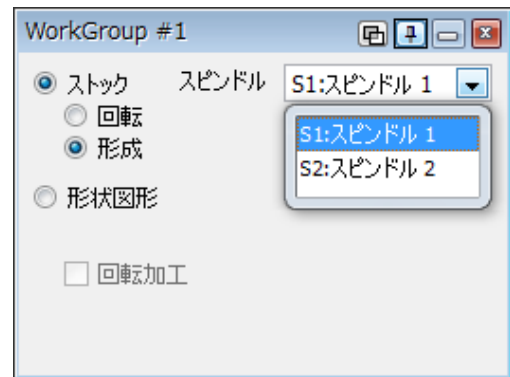 WorkGroup #1
ストック スピンドル S1:スピンドル 1
回転
形成
S1:スピンドル 1
S2:スピンドル 2
形状図形
回転加工